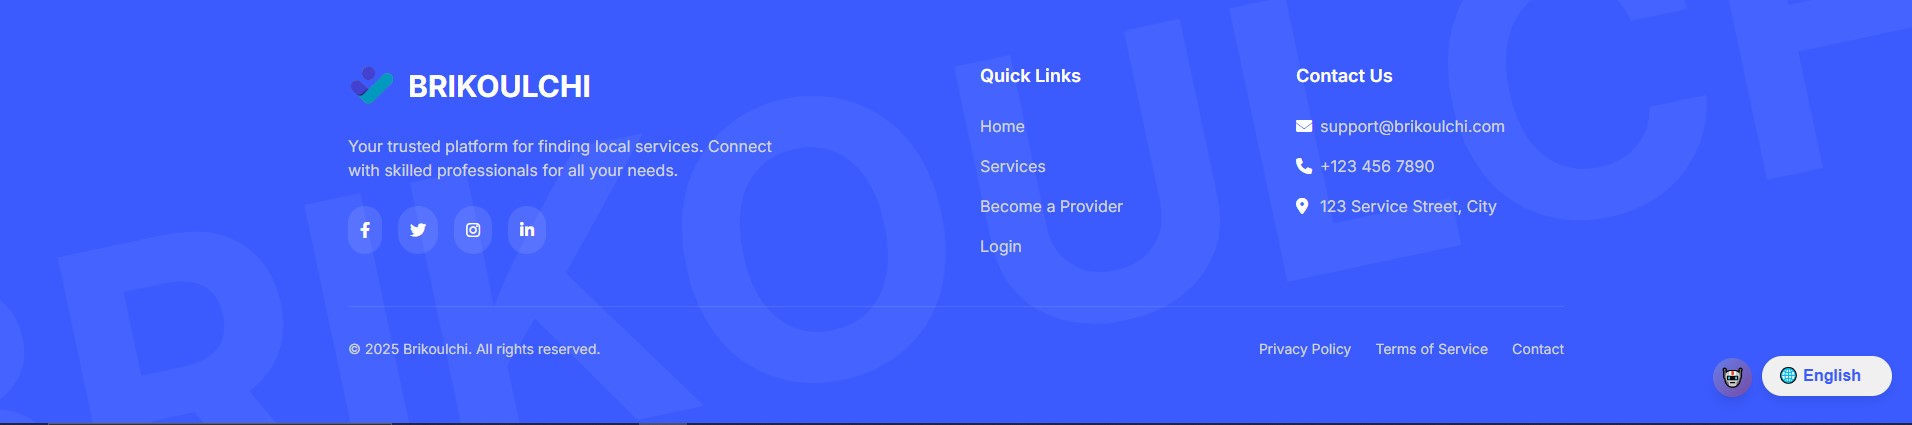 BRIKOULCHI
Your trusted platform for finding local services. Connect
with skilled professionals for all your needs.
Quick Links
Home
Services
Become a Provider
Login
Contact Us
support@brikoulchi.com
+123 456 7890
123 Service Street, City
© 2025 Brikoulchi. All rights reserved.
Privacy Policy Terms of Service Contact
English
BRIKOULCH